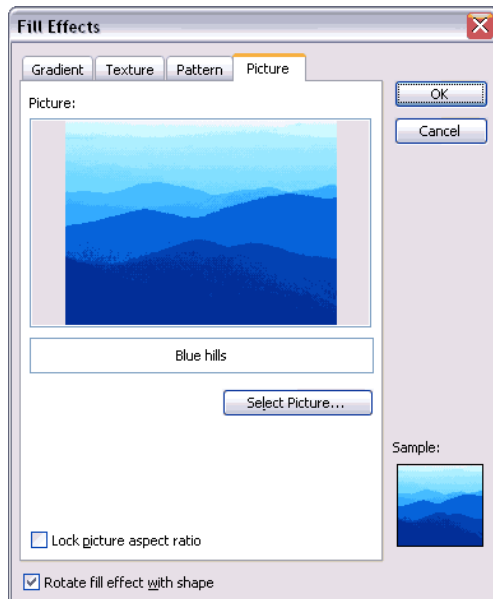 Fill Effects
Gradient Texture Pattern Picture
OK
Picture:
Cancel
Blue hills
Select Picture...
Sample:
Lock picture aspect ratio
Rotate fill effect with shape